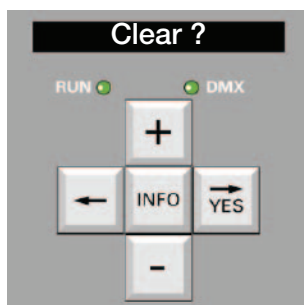 Clear ?
RUN DMX
+
INFO
YES
-